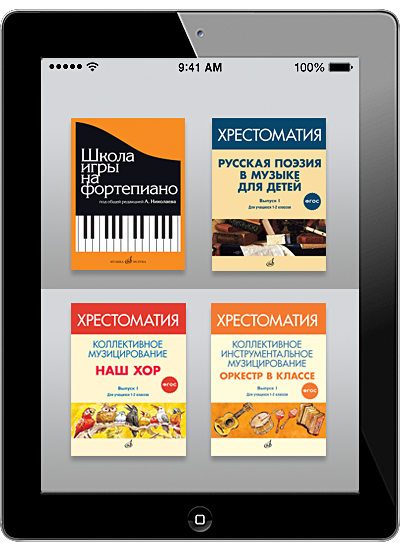 9:41 AM
100%
Школа
игры
на
фортепиано
под общей редакцией А. Николаева
МУЗЫКА МОСКВА
ХРЕСТОМАТИЯ
РУССКАЯ ПОЭЗИЯ
В МУЗЫКЕ
ДЛЯ ДЕТЕЙ
Выпуск 1
Для учащихся 1-2 классов
ФГОС
ХРЕСТОМАТИЯ
КОЛЛЕКТИВНОЕ
МУЗИЦИРОВАНИЕ
НАШ ХОР
Выпуск 1
Для учащихся 1-2 классов
ФГОС
ХРЕСТОМАТИЯ
КОЛЛЕКТИВНОЕ
ИНСТРУМЕНТАЛЬНОЕ
МУЗИЦИРОВАНИЕ
ОРКЕСТР В КЛАССЕ
Выпуск 1
Для учащихся 1-2 классов
ФГОС